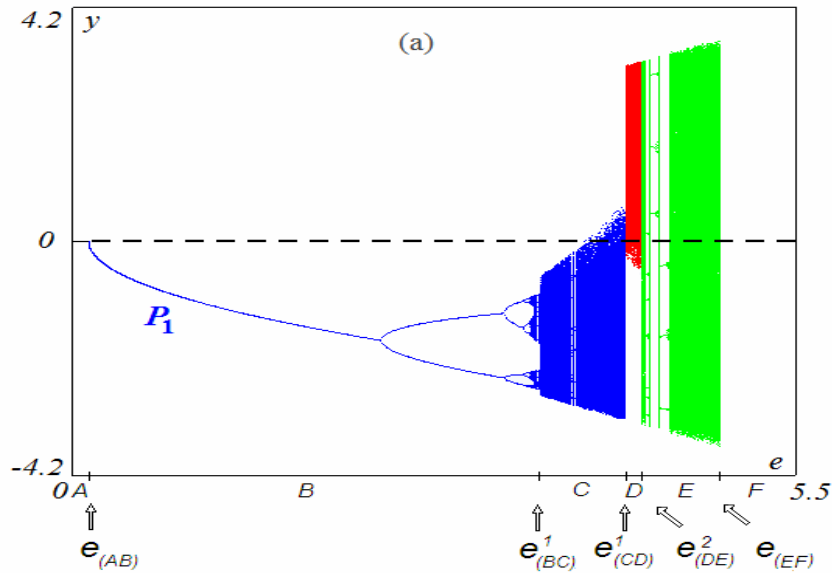 4.2 y
(a)
0
P1
-4.2 e
0 A B C D E F 5.5
e(AB) e1(BC) e1(CD) e2(DE) e(EF)